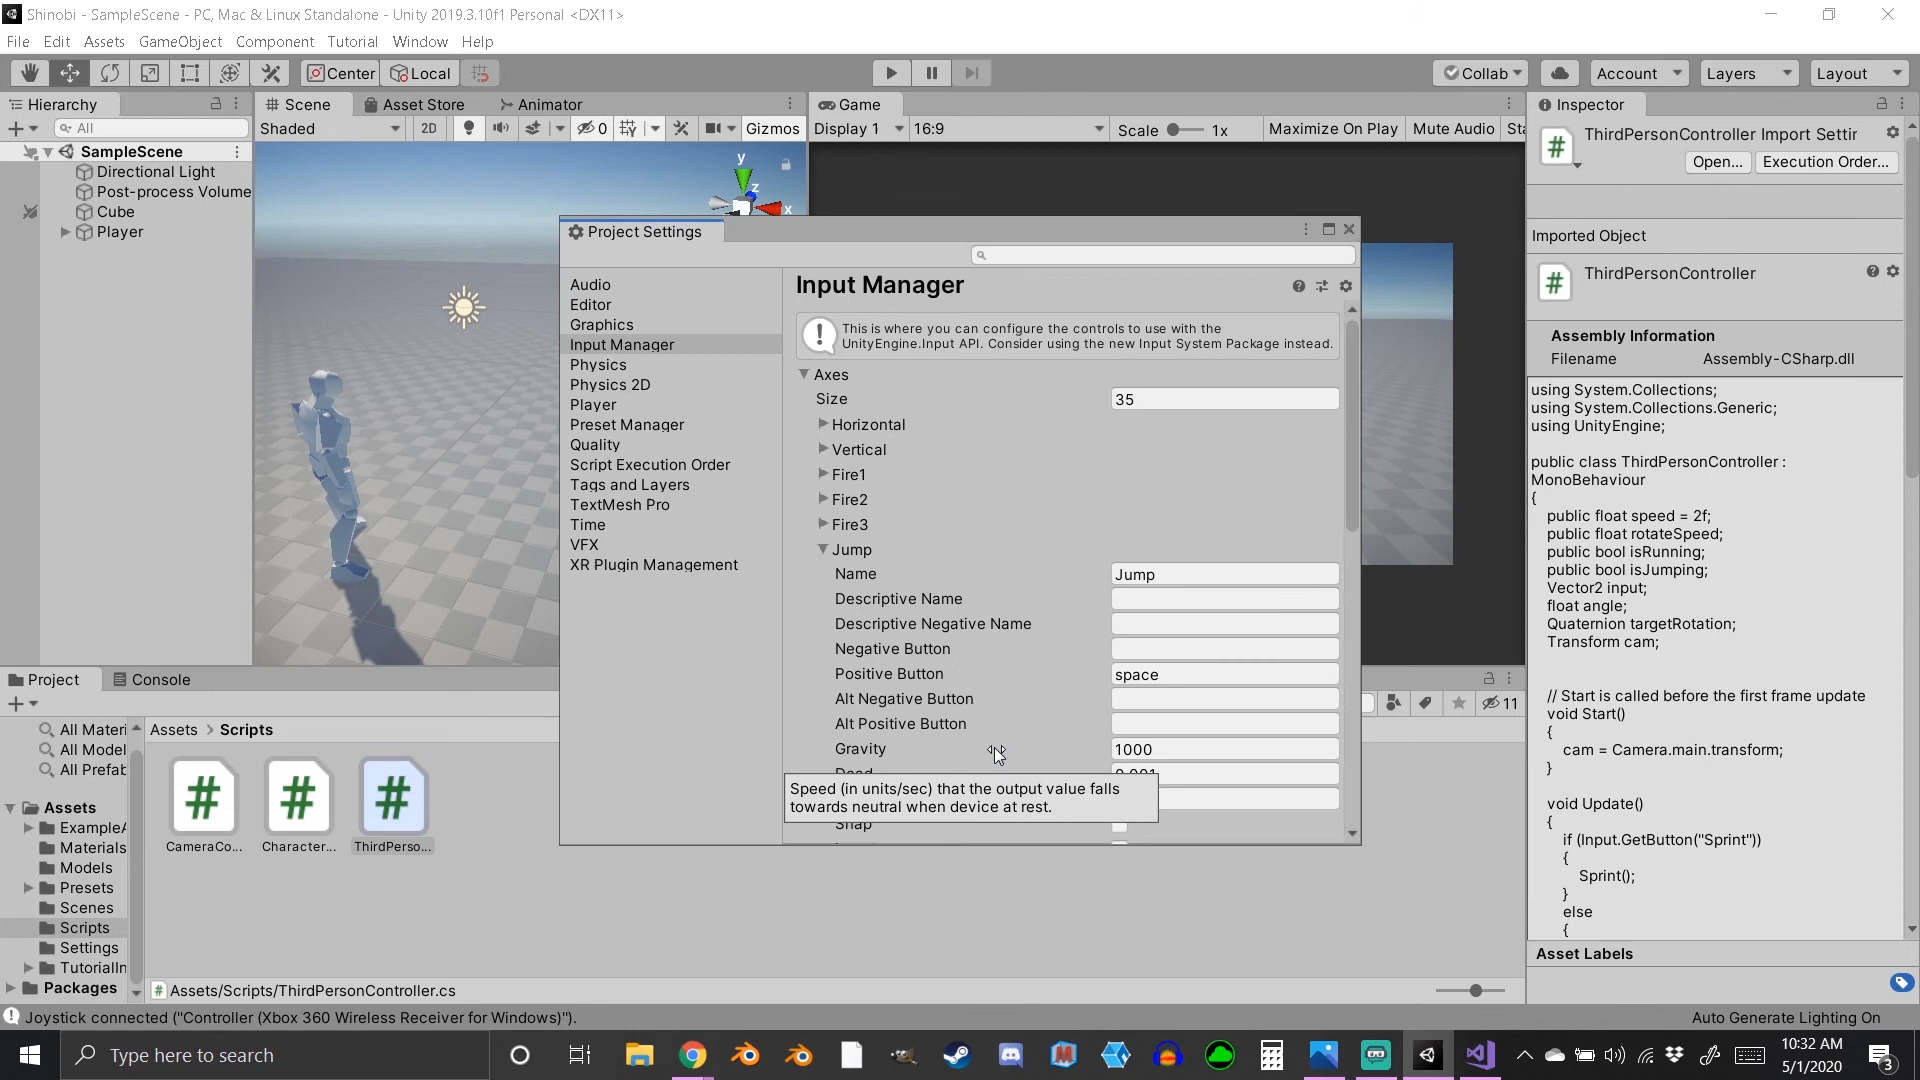 Shinobi - SampleScene - PC, Mac & Linux Standalone - Unity 2019.3.10f1 Personal <DX11>
File Edit Assets GameObject Component Tutorial Window Help
Center Local Collab Account Layers Layout
Hierarchy
All
SampleScene
Directional Light
Post-process Volume
Cube
Player
Scene Asset Store Animator
Shaded 2D 0 Gizmos
y
z
x
Game
Display 1 16:9 Scale 1x Maximize On Play Mute Audio Sta
Project Settings
Audio
Editor
Graphics
Input Manager
Physics
Physics 2D
Player
Preset Manager
Quality
Script Execution Order
Tags and Layers
TextMesh Pro
Time
VFX
XR Plugin Management
Input Manager
This is where you can configure the controls to use with the
UnityEngine.Input API. Consider using the new Input System Package instead.
Axes
Size 35
Horizontal
Vertical
Fire1
Fire2
Fire3
Jump
Name Jump
Descriptive Name
Descriptive Negative Name
Negative Button
Positive Button space
Alt Negative Button
Alt Positive Button
Gravity 1000
Dead 0.001
Speed (in units/sec) that the output value falls
towards neutral when device at rest.
Snap
Inspector
ThirdPersonController Import Settir
Open... Execution Order...
Imported Object
ThirdPersonController
Assembly Information
Filename Assembly-CSharp.dll
using System.Collections;
using System.Collections.Generic;
using UnityEngine;
public class ThirdPersonController :
MonoBehaviour
{
public float speed = 2f;
public float rotateSpeed;
public bool isRunning;
public bool isJumping;
Vector2 input;
float angle;
Quaternion targetRotation;
Transform cam;
// Start is called before the first frame update
void Start()
{
cam = Camera.main.transform;
}
void Update()
{
if (Input.GetButton("Sprint"))
{
Sprint();
}
else
{
Asset Labels
Project Console
11
All Materi
All Model
All Prefab
Assets
ExampleA
Materials
Models
Presets
Scenes
Scripts
Settings
TutorialIn
Packages
Assets > Scripts
CameraCo... Character... ThirdPerso...
Assets/Scripts/ThirdPersonController.cs
Joystick connected ("Controller (Xbox 360 Wireless Receiver for Windows)").
Auto Generate Lighting On
Type here to search
10:32 AM
5/1/2020
3